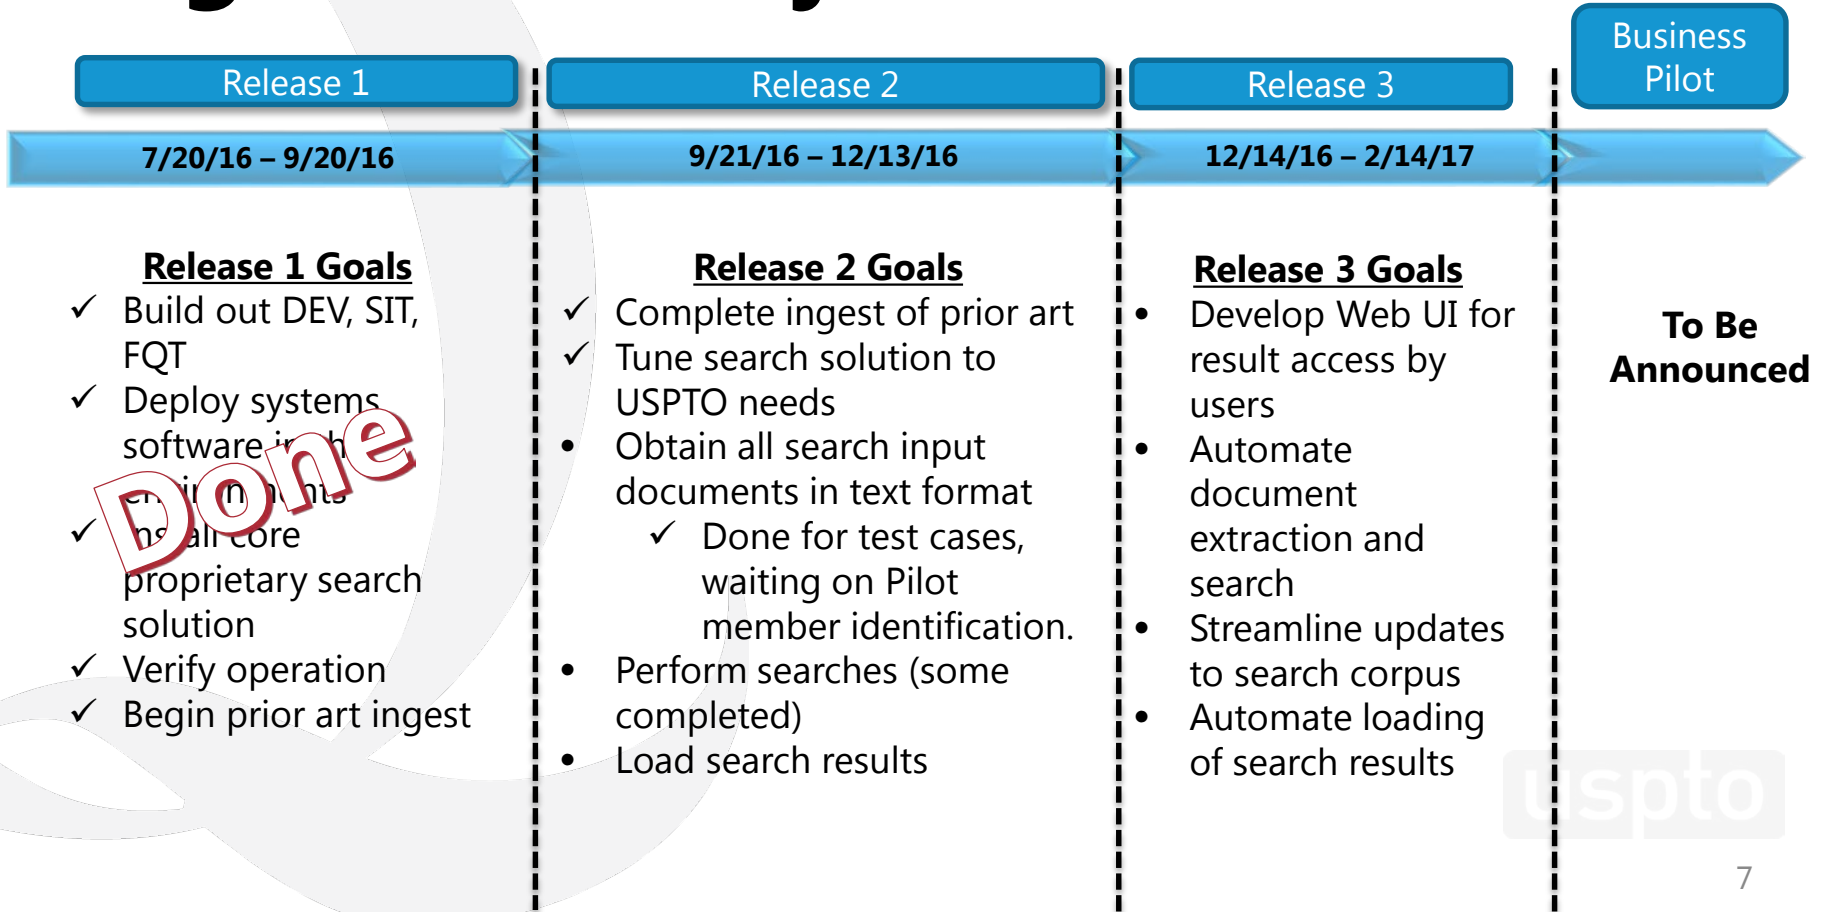 Release 1
Release 2
Release 3
Business
Pilot
7/20/16 – 9/20/16
9/21/16 – 12/13/16
12/14/16 – 2/14/17
Release 1 Goals
✓ Build out DEV, SIT,
FQT
✓ Deploy systems
software
✓
core
proprietary search
solution
✓ Verify operation
✓ Begin prior art ingest
Done
Release 2 Goals
✓ Complete ingest of prior art
✓ Tune search solution to
USPTO needs
• Obtain all search input
documents in text format
✓ Done for test cases,
waiting on Pilot
member identification.
• Perform searches (some
completed)
• Load search results
Release 3 Goals
• Develop Web UI for
result access by
users
• Automate
document
extraction and
search
• Streamline updates
to search corpus
• Automate loading
of search results
To Be
Announced
uspto
7